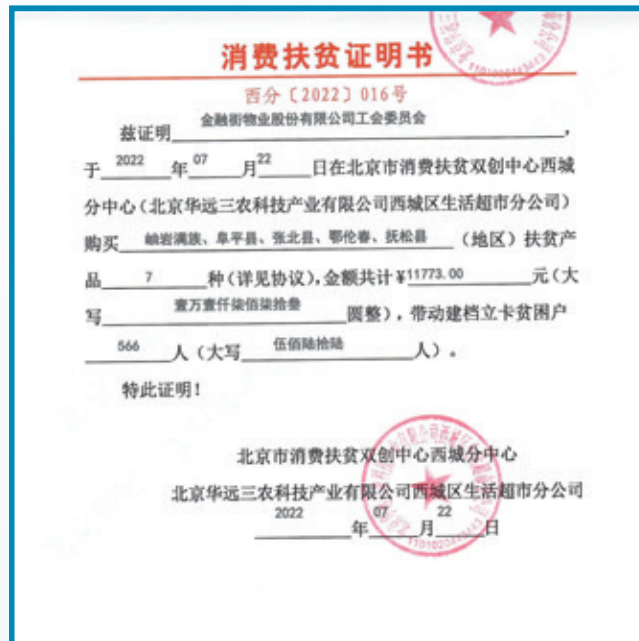 消费扶贫证明书
西分〔2022〕016号
兹证明 金融街物业股份有限公司工会委员会，
于 2022 年 07 月 22 日在北京市消费扶贫双创中心西城
分中心（北京华远三农科技产业有限公司西城区生活超市分公司）
购买 岫岩满族、阜平县、张北县、鄂伦春、抚松县 （地区）扶贫产
品 7 种（详见协议），金额共计¥11773.00 元（大
写 壹万壹仟柒佰柒拾叁 圆整），带动建档立卡贫困户
566 人（大写 伍佰陆拾陆 人）。
特此证明！
北京市消费扶贫双创中心西城分中心
北京华远三农科技产业有限公司西城区生活超市分公司
2022 年 07 月 22 日